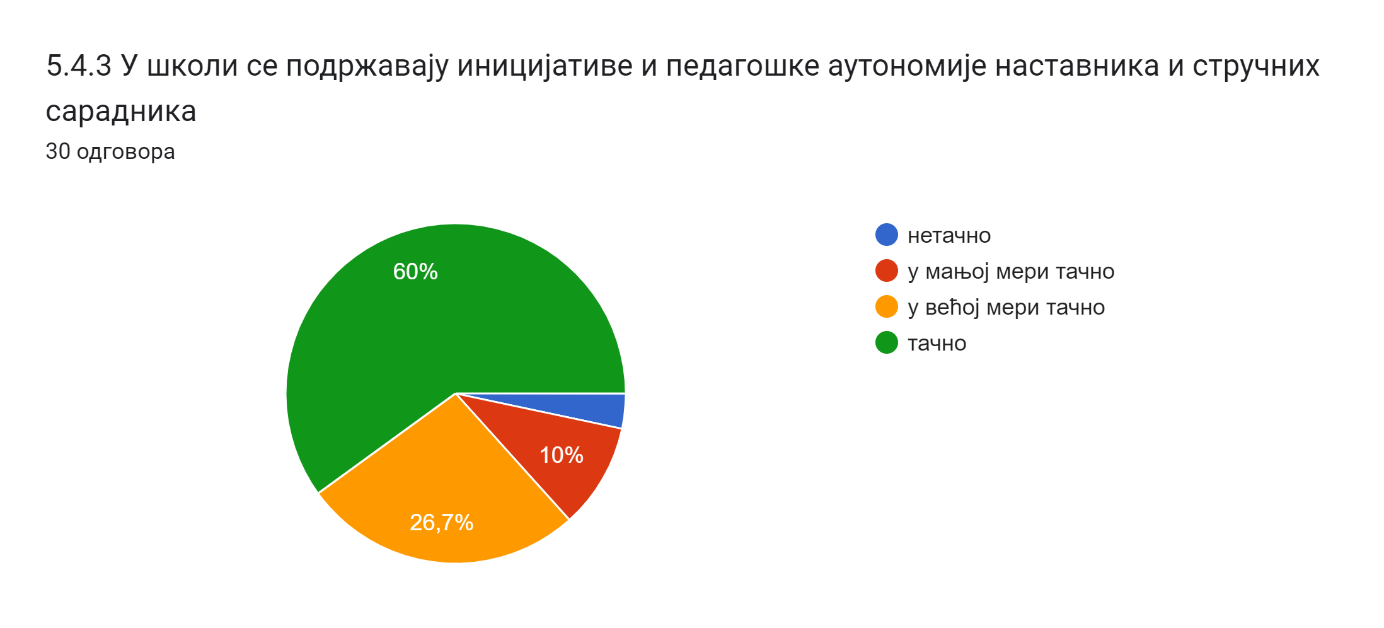 5.4.3 У школи се подржавају иницијативе и педагошке аутономије наставника и стручних
сарадника
30 одговора
нетачно
у мањој мери тачно
у већој мери тачно
тачно
60%
10%
26,7%